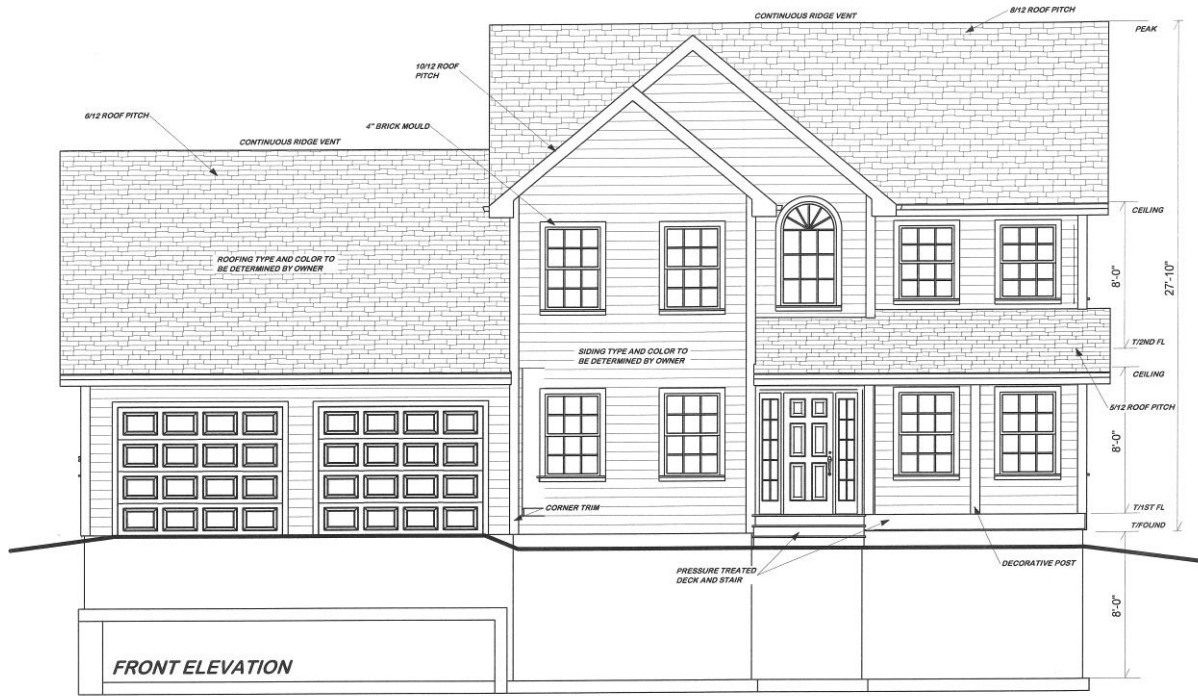 CONTINUOUS RIDGE VENT
8/12 ROOF PITCH
PEAK
10/12 ROOF
PITCH
6/12 ROOF PITCH
4" BRICK MOULD
CONTINUOUS RIDGE VENT
CEILING
8'-0"
27'-10"
ROOFING TYPE AND COLOR TO
BE DETERMINED BY OWNER
T/2ND FL
SIDING TYPE AND COLOR TO
BE DETERMINED BY OWNER
CEILING
5/12 ROOF PITCH
8'-0"
CORNER TRIM
T/1ST FL
T/FOUND
PRESSURE TREATED
DECK AND STAIR
DECORATIVE POST
8'-0"
FRONT ELEVATION